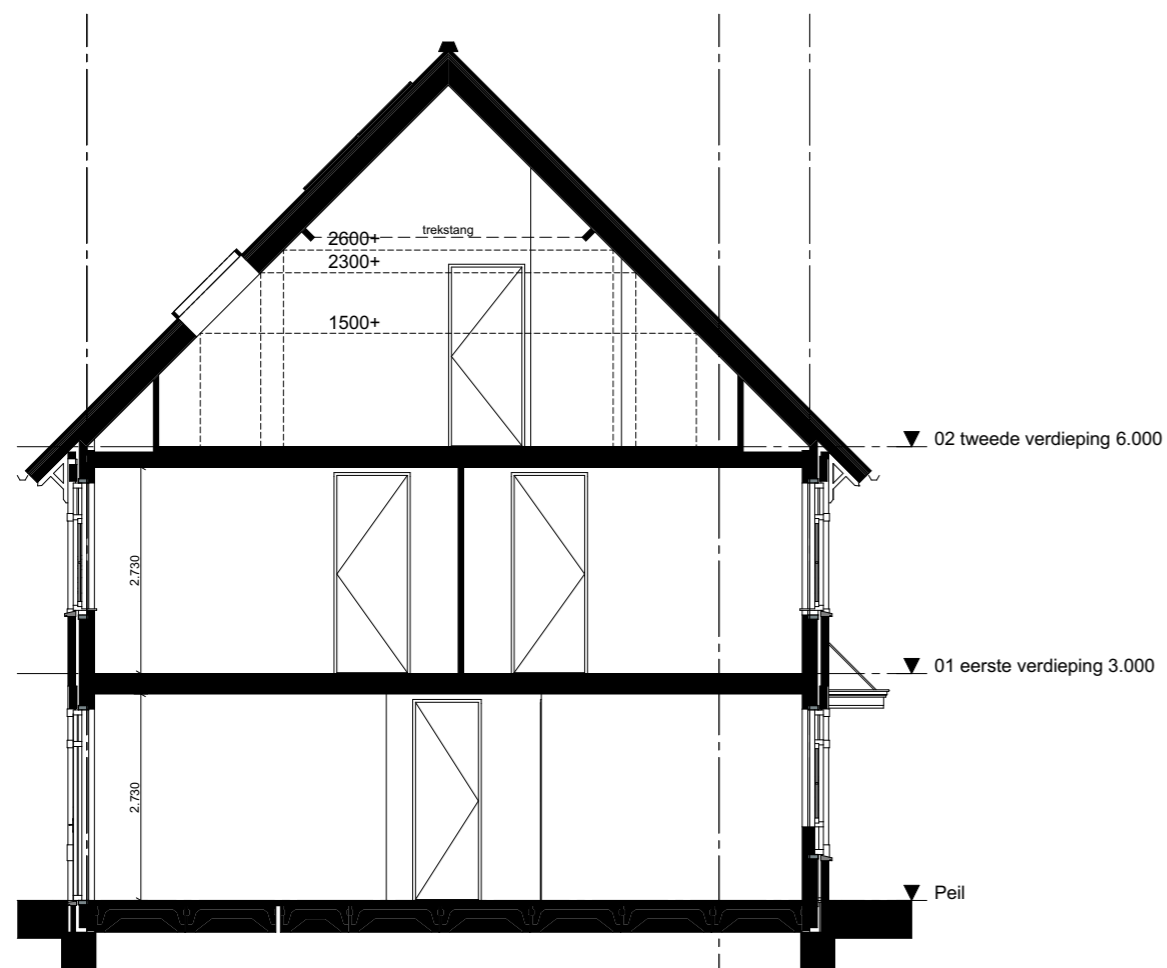 trekstang
2600+
2300+
1500+
02 tweede verdieping 6.000
2.730
01 eerste verdieping 3.000
2.730
Peil